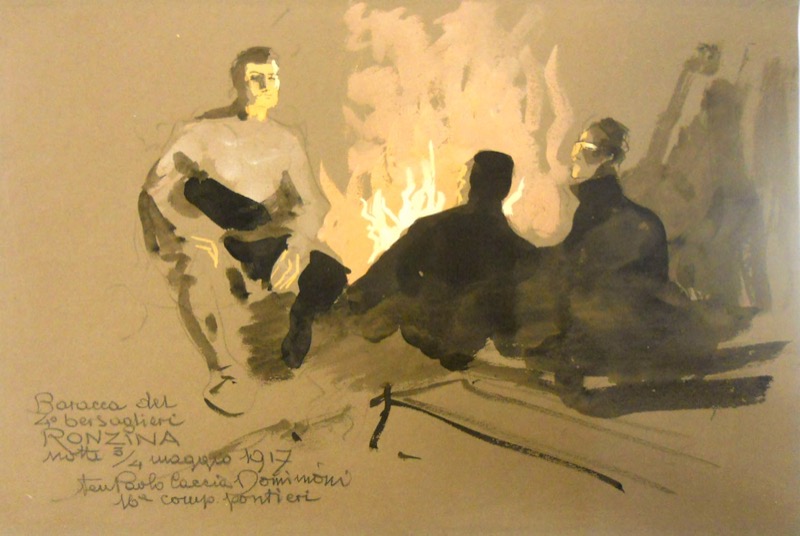 Baracca del
4° bersaglieri
RONZINA
notte 3/4 maggio 1917
ten Paolo Caccia Dominioni
16a comp. pontieri